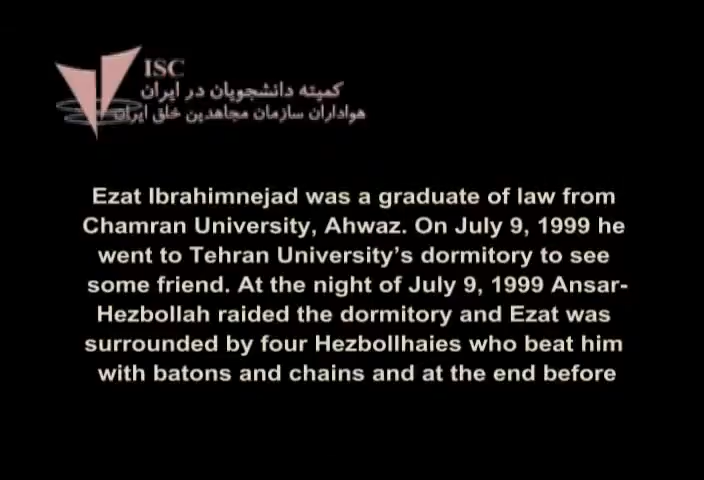 ISC
کمیته دانشجویان در ایران
هواداران سازمان مجاهدین خلق ایران
Ezat Ibrahimnejad was a graduate of law from
Chamran University, Ahwaz. On July 9, 1999 he
went to Tehran University’s dormitory to see
some friend. At the night of July 9, 1999 Ansar-
Hezbollah raided the dormitory and Ezat was
surrounded by four Hezbollhaies who beat him
with batons and chains and at the end before